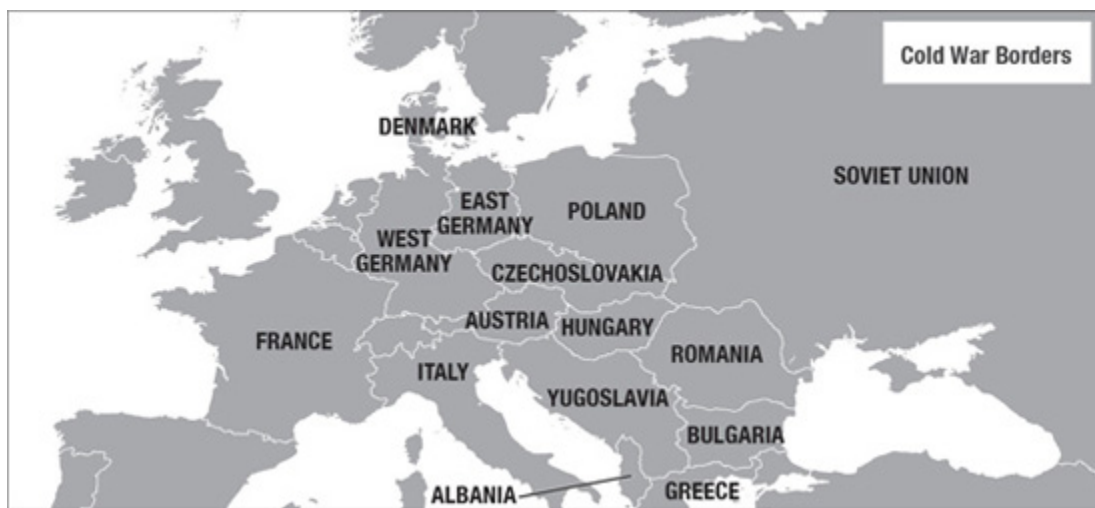 Cold War Borders
DENMARK
SOVIET UNION
EAST
GERMANY
POLAND
WEST
GERMANY
CZECHOSLOVAKIA
AUSTRIA
HUNGARY
FRANCE
ROMANIA
ITALY
YUGOSLAVIA
BULGARIA
ALBANIA
GREECE